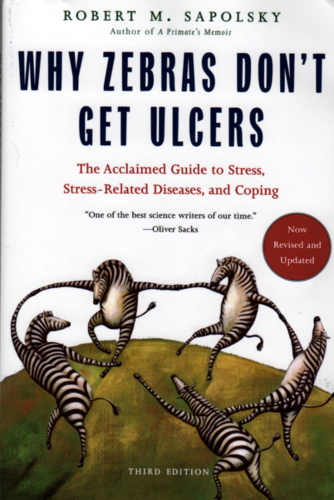 ROBERT M. SAPOLSKY
Author of A Primate's Memoir
WHY ZEBRAS DON'T
GET ULCERS
The Acclaimed Guide to Stress,
Stress-Related Diseases, and Coping
"One of the best science writers of our time."
—Oliver Sacks
Now
Revised and
Updated
THIRD EDITION